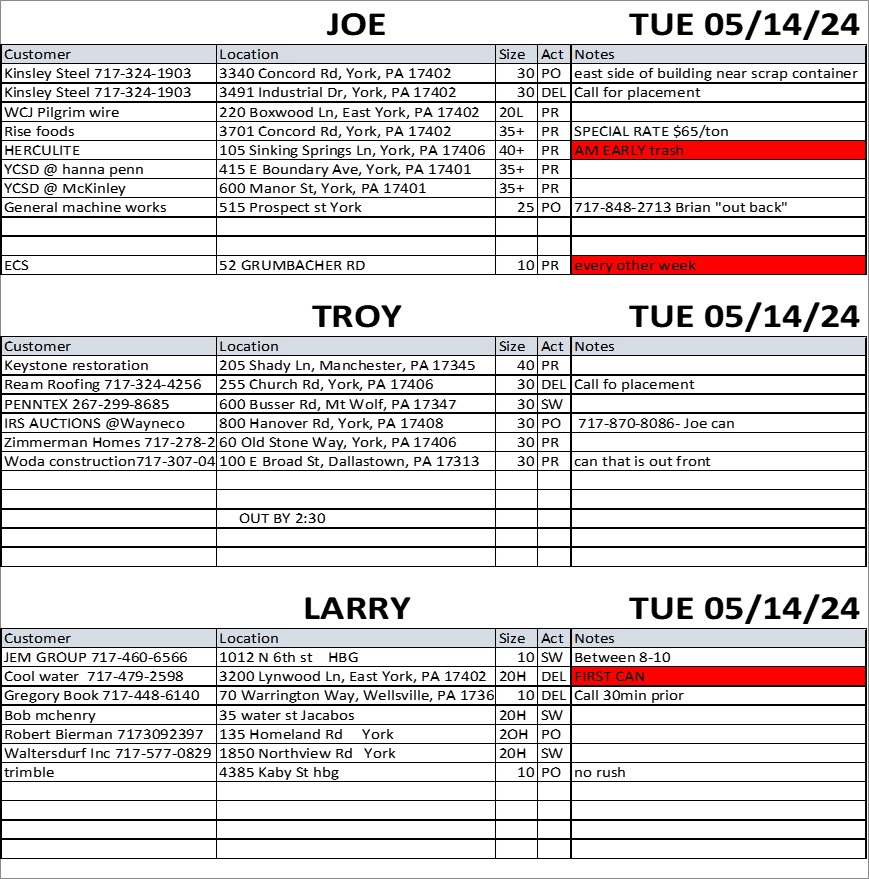 JOE TUE 05/14/24
Customer Location Size Act Notes
Kinsley Steel 717-324-1903 3340 Concord Rd, York, PA 17402 30 PO east side of building near scrap container
Kinsley Steel 717-324-1903 3491 Industrial Dr, York, PA 17402 30 DEL Call for placement
WCJ Pilgrim wire 220 Boxwood Ln, East York, PA 17402 20L PR
Rise foods 3701 Concord Rd, York, PA 17402 35+ PR SPECIAL RATE $65/ton
HERCULITE 105 Sinking Springs Ln, York, PA 17406 40+ PR AM EARLY trash
YCSD @ hanna penn 415 E Boundary Ave, York, PA 17401 35+ PR
YCSD @ McKinley 600 Manor St, York, PA 17401 35+ PR
General machine works 515 Prospect st York 25 PO 717-848-2713 Brian "out back"
ECS 52 GRUMBACHER RD 10 PR every other week
TROY TUE 05/14/24
Customer Location Size Act Notes
Keystone restoration 205 Shady Ln, Manchester, PA 17345 40 PR
Ream Roofing 717-324-4256 255 Church Rd, York, PA 17406 30 DEL Call fo placement
PENNTEX 267-299-8685 600 Busser Rd, Mt Wolf, PA 17347 30 SW
IRS AUCTIONS @Wayneco 800 Hanover Rd, York, PA 17408 30 PO 717-870-8086- Joe can
Zimmerman Homes 717-278-2 60 Old Stone Way, York, PA 17406 30 PR
Woda construction717-307-04 100 E Broad St, Dallastown, PA 17313 30 PR can that is out front
OUT BY 2:30
LARRY TUE 05/14/24
Customer Location Size Act Notes
JEM GROUP 717-460-6566 1012 N 6th st HBG 10 SW Between 8-10
Cool water 717-479-2598 3200 Lynwood Ln, East York, PA 17402 20H DEL FIRST CAN
Gregory Book 717-448-6140 70 Warrington Way, Wellsville, PA 1736 10 DEL Call 30min prior
Bob mchenry 35 water st Jacobos 20H SW
Robert Bierman 7173092397 135 Homeland Rd York 2OH PO
Waltersdurf Inc 717-577-0829 1850 Northview Rd York 20H SW
trimble 4385 Kaby St hbg 10 PO no rush